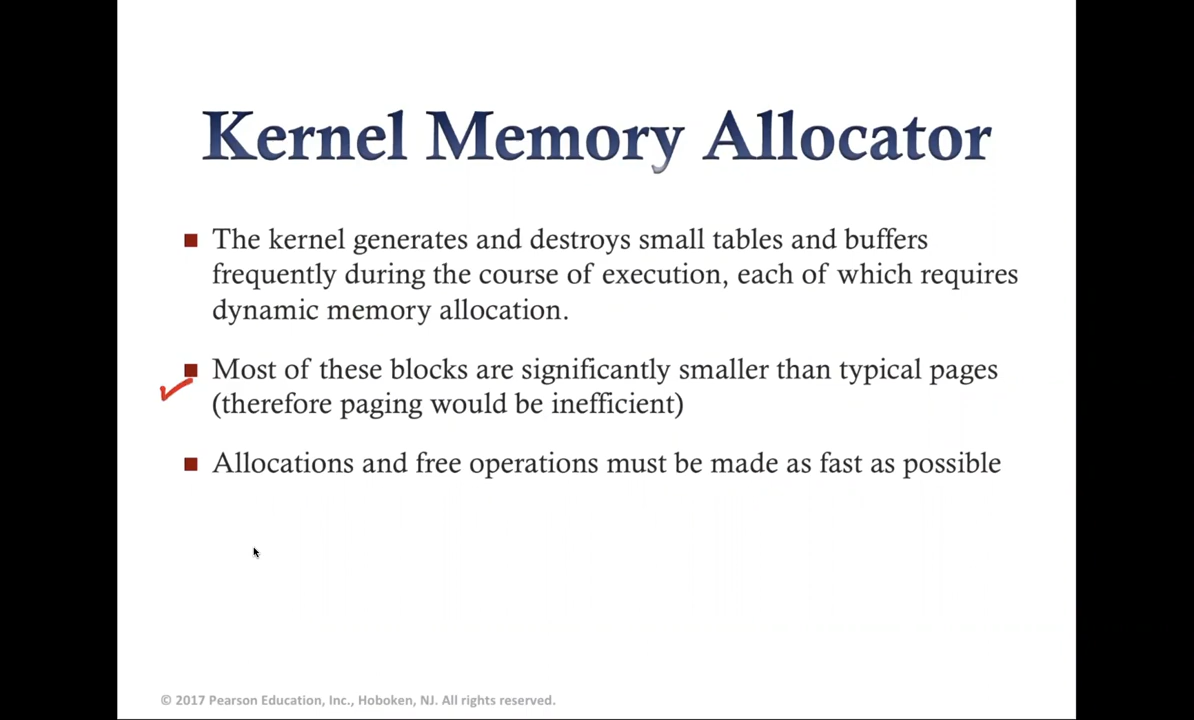 Kernel Memory Allocator
The kernel generates and destroys small tables and buffers
frequently during the course of execution, each of which requires
dynamic memory allocation.
Most of these blocks are significantly smaller than typical pages
(therefore paging would be inefficient)
Allocations and free operations must be made as fast as possible
© 2017 Pearson Education, Inc., Hoboken, NJ. All rights reserved.